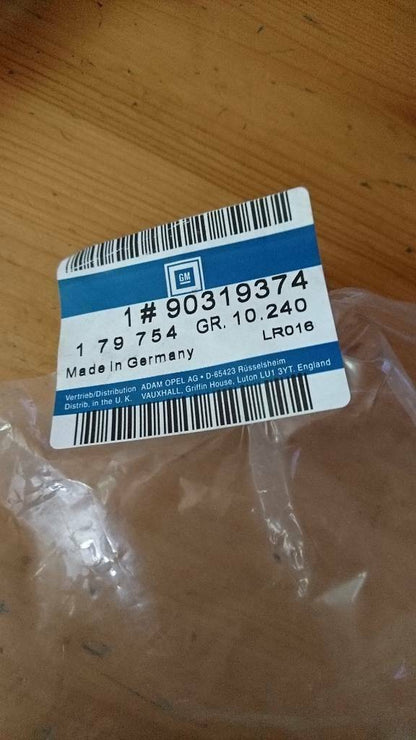 GM
1# 90319374
1 79 754 GR. 10.240
Made in Germany LR016
Vertrieb/Distribution ADAM OPEL AG • D-65423 Rüsselsheim
Distrib. in the U. K. VAUXHALL, Griffin House, Luton LU1 3YT. England